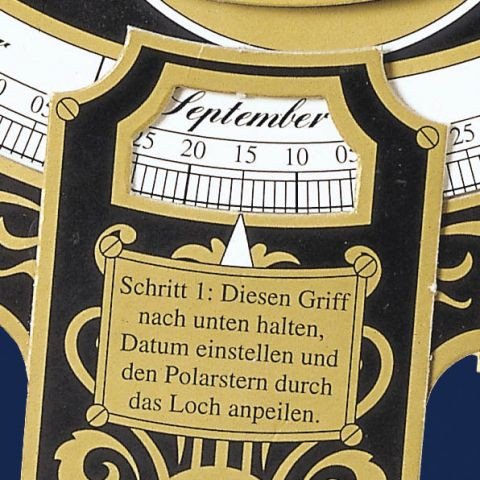 September
25 20 15 10 05
Schritt 1: Diesen Griff
nach unten halten,
Datum einstellen und
den Polarstern durch
das Loch anpeilen.
25